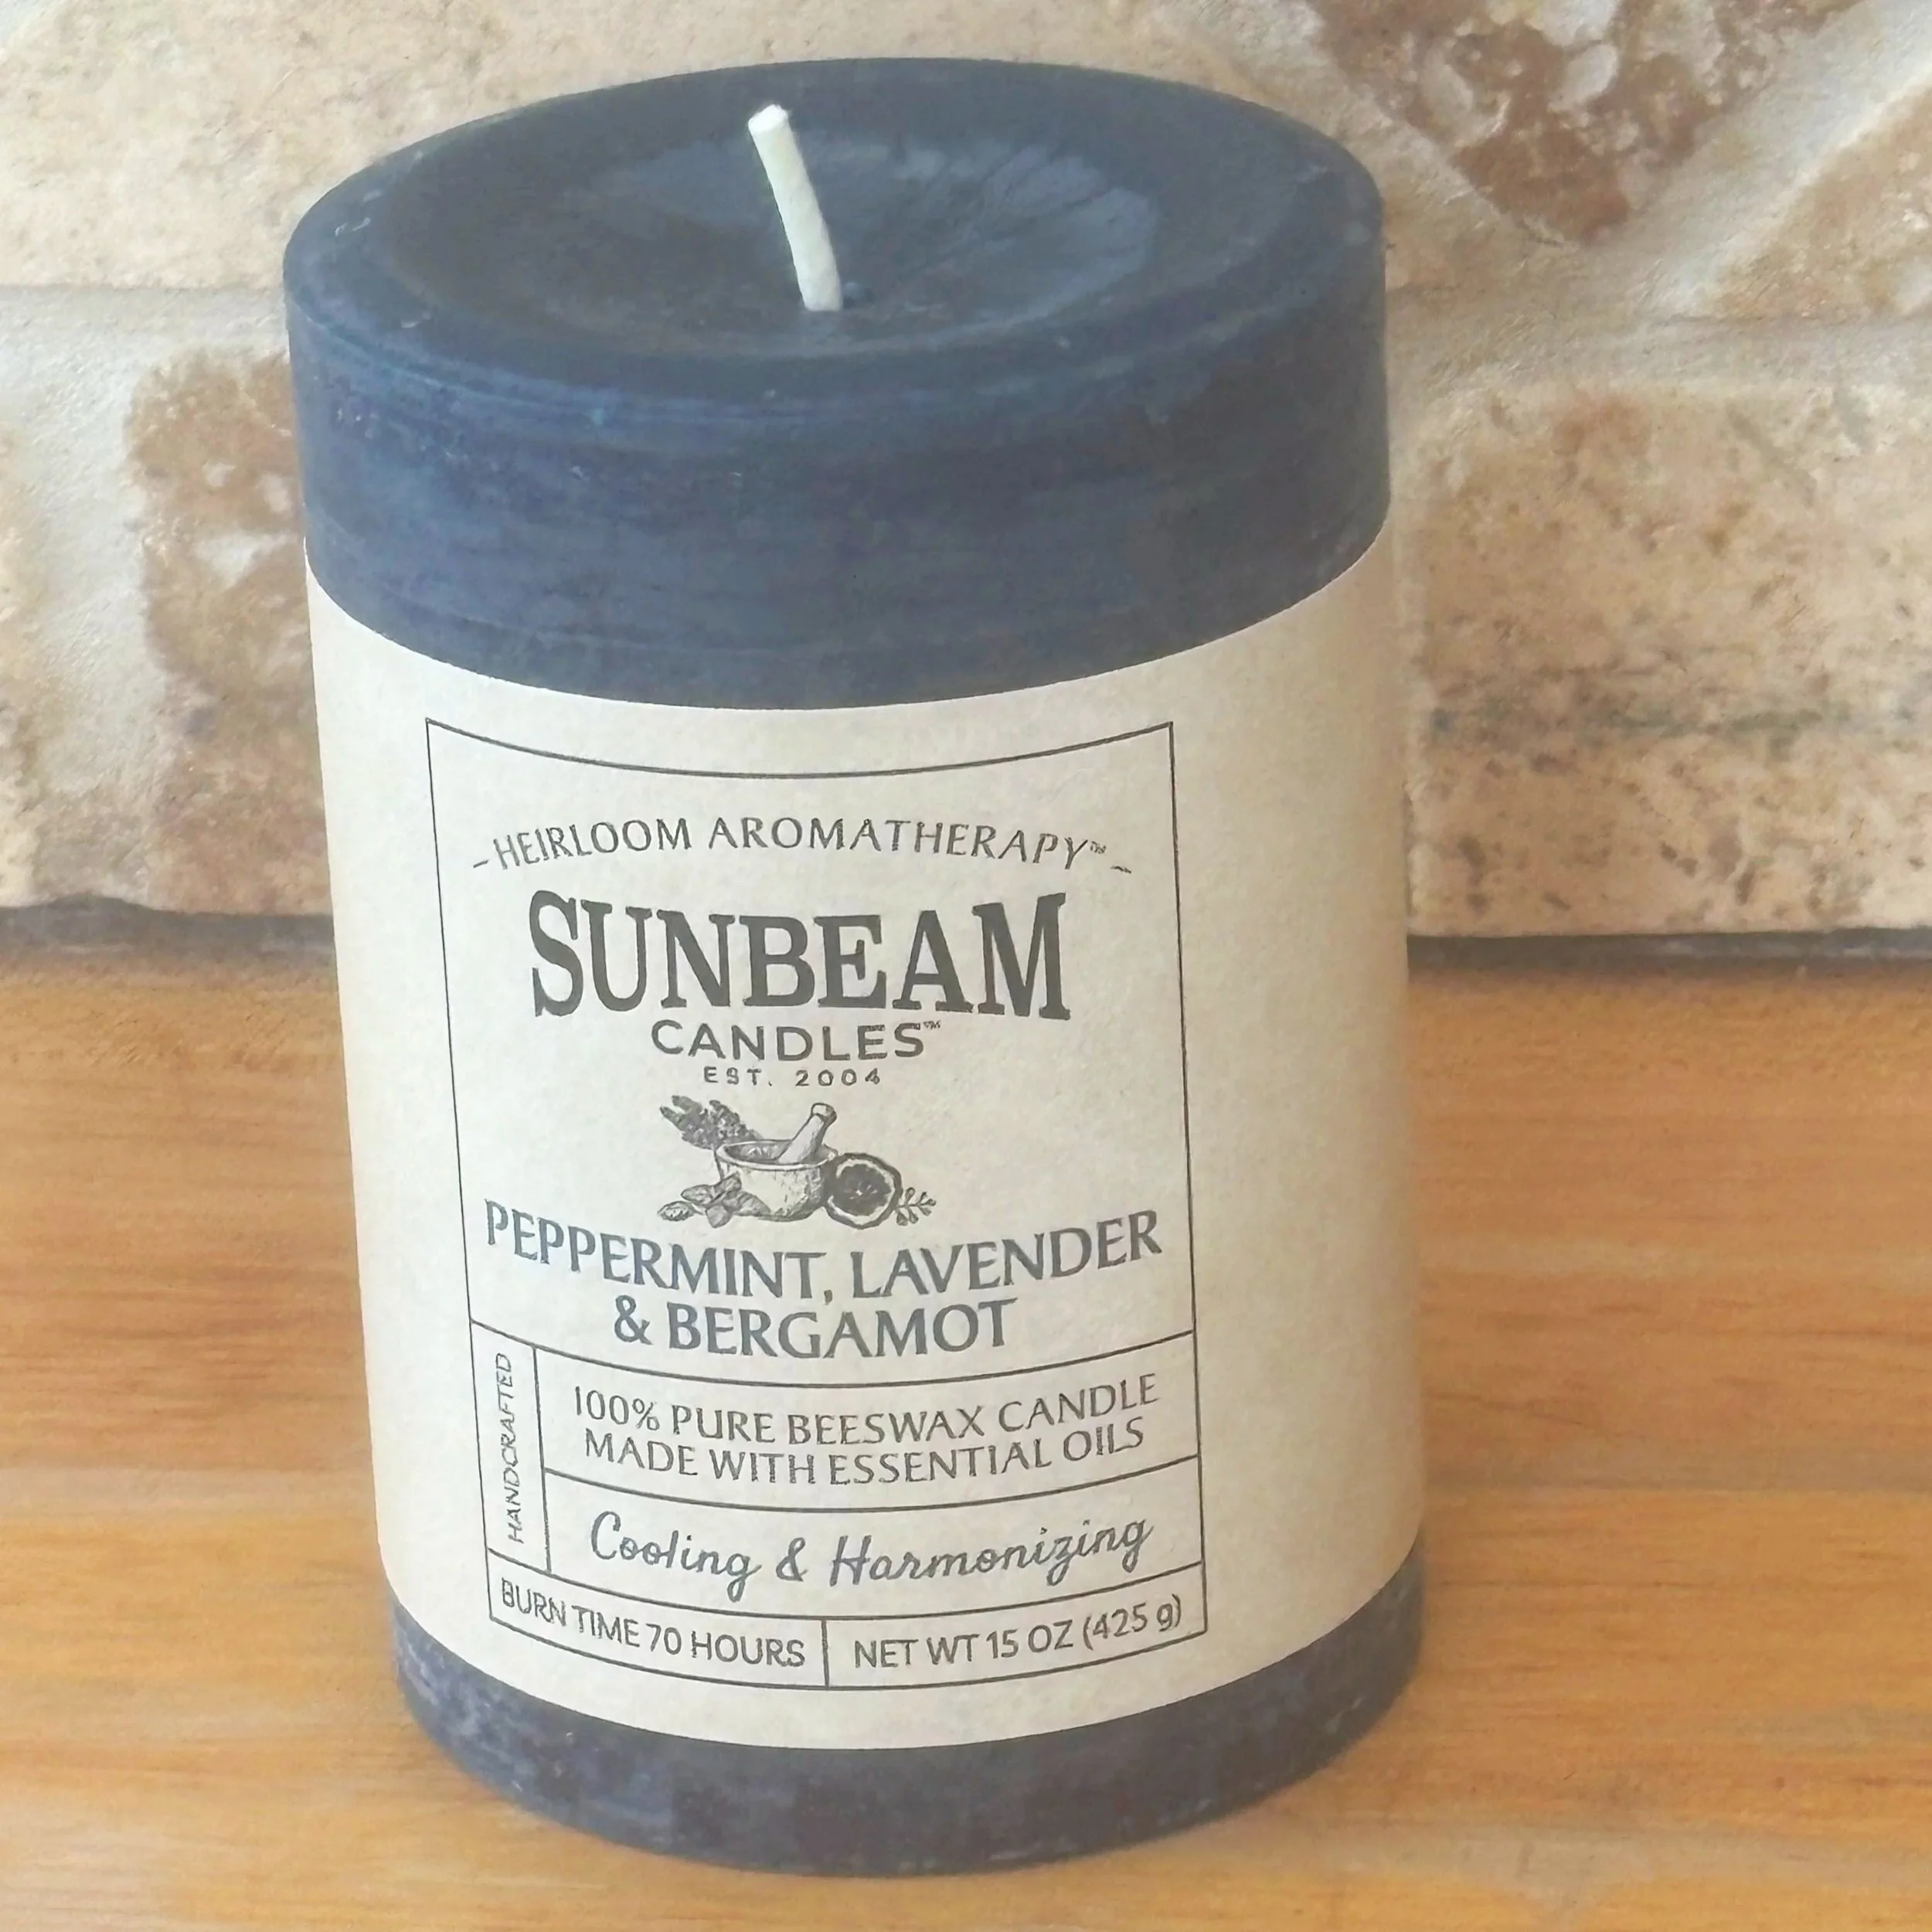 ~HEIRLOOM AROMATHERAPY™~
SUNBEAM
CANDLES™
EST. 2004
PEPPERMINT, LAVENDER
& BERGAMOT
HANDCRAFTED
100% PURE BEESWAX CANDLE
MADE WITH ESSENTIAL OILS
Cooling & Harmonizing
BURN TIME 70 HOURS
NET WT 15 OZ (425 g)